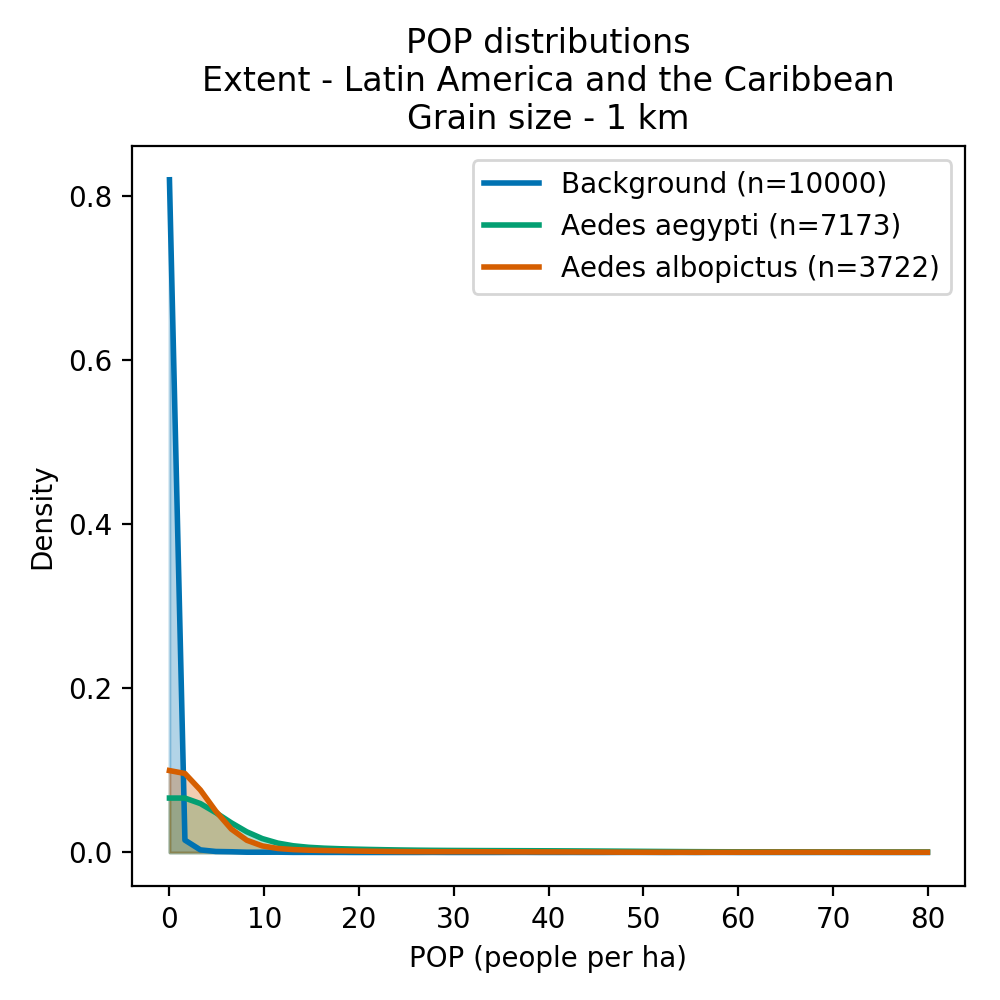 POP distributions
Extent - Latin America and the Caribbean
Grain size - 1 km
Background (n=10000)
Aedes aegypti (n=7173)
Aedes albopictus (n=3722)
0.8
0.6
0.4
0.2
0.0
Density
0 10 20 30 40 50 60 70 80
POP (people per ha)